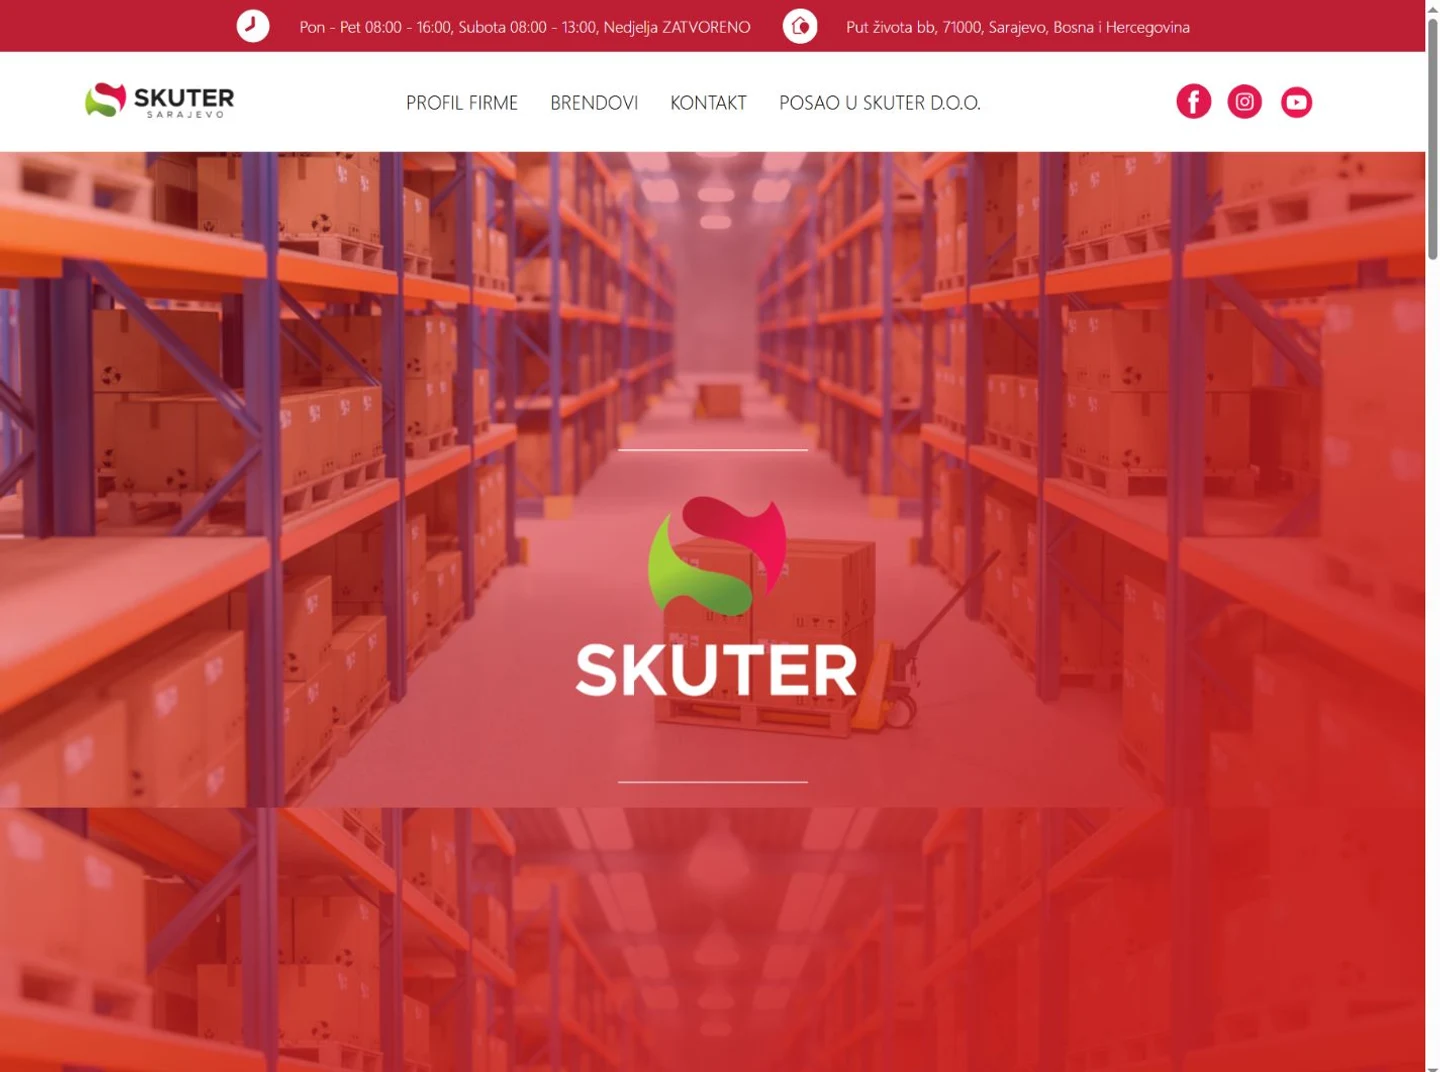 Pon - Pet 08:00 - 16:00, Subota 08:00 - 13:00, Nedjelja ZATVORENO
Put života bb, 71000, Sarajevo, Bosna i Hercegovina
SKUTER
SARAJEVO
PROFIL FIRME
BRENDOVI
KONTAKT
POSAO U SKUTER D.O.O.
SKUTER